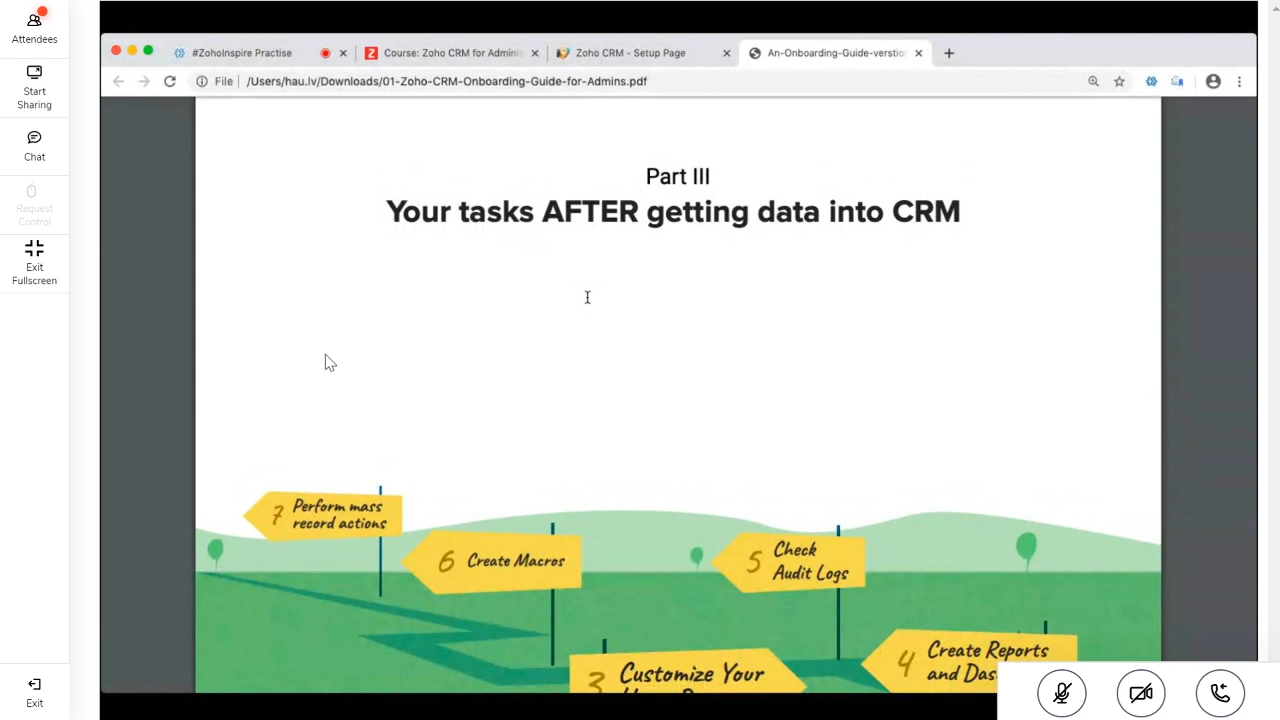 Attendees
Start
Sharing
Chat
Request
Control
Exit
Fullscreen
Exit
#ZohoInspire Practise
Course: Zoho CRM for Admini
Zoho CRM - Setup Page
An-Onboarding-Guide-verstio
File
/Users/hau.lv/Downloads/01-Zoho-CRM-Onboarding-Guide-for-Admins.pdf
Part III
Your tasks AFTER getting data into CRM
7 Perform mass
record actions
6 Create Macros
5 Check
Audit Logs
4 Create Reports
and Das
3 Customize Your